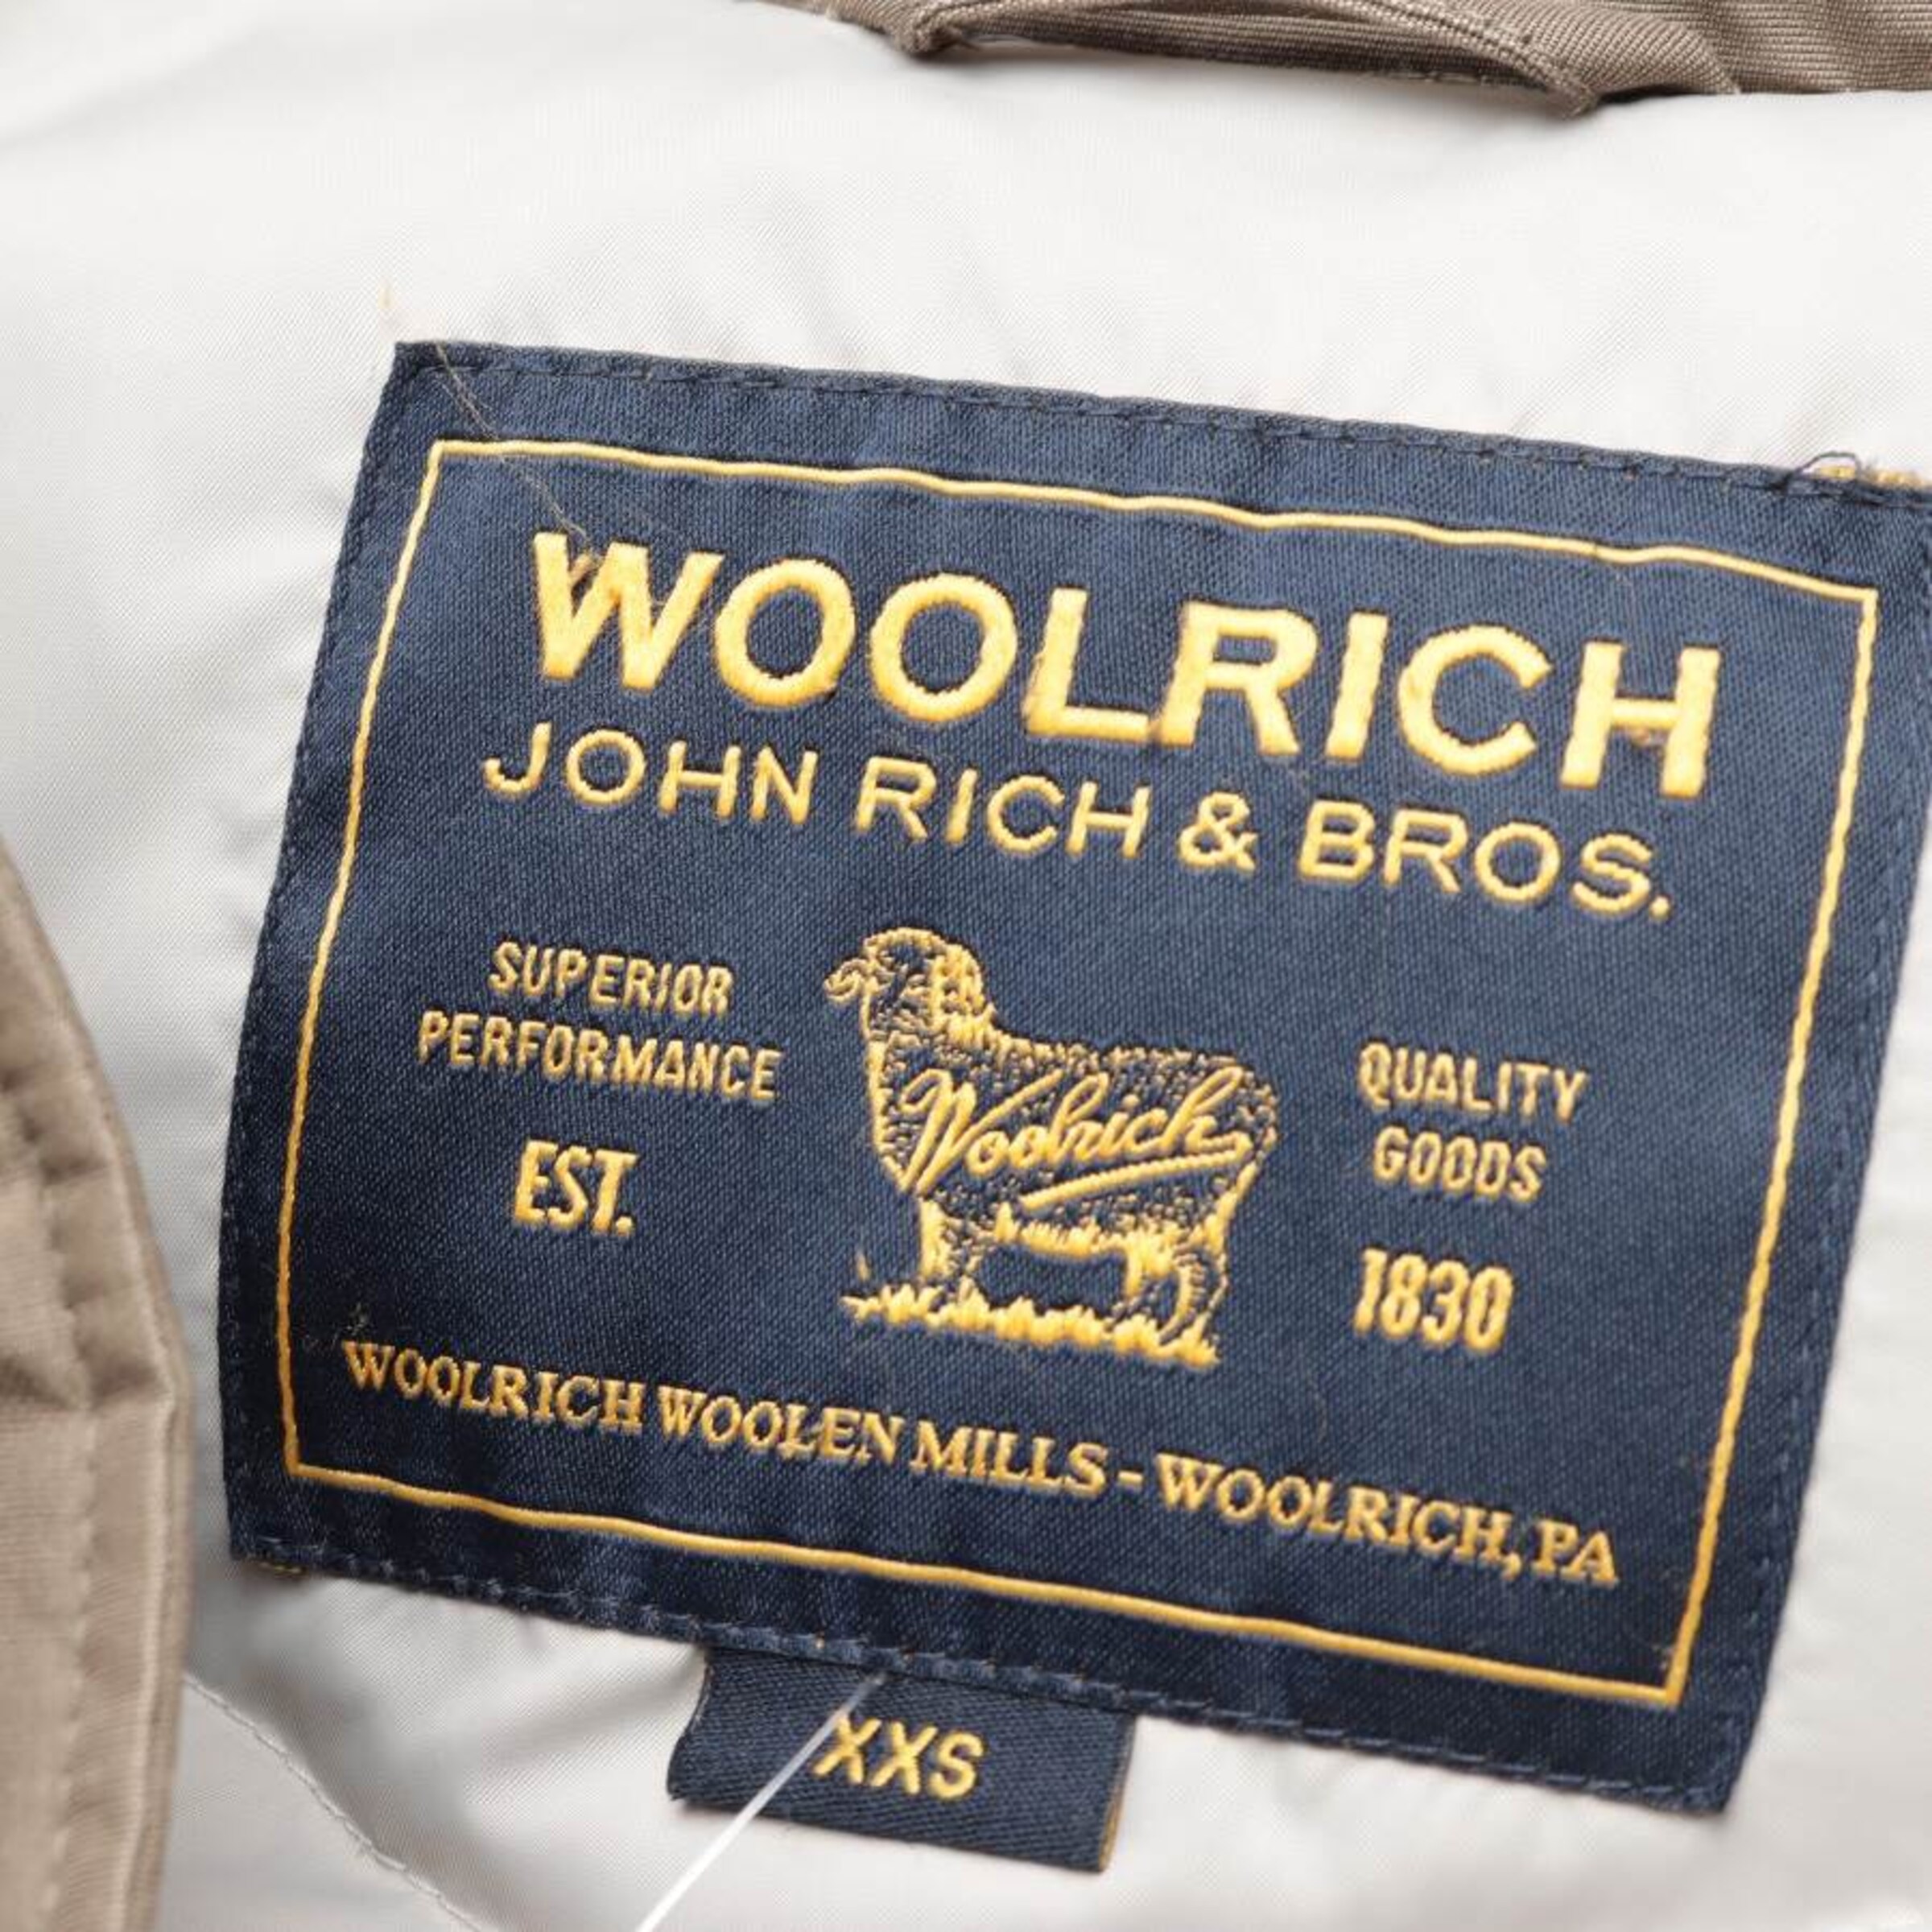 WOOLRICH
JOHN RICH & BROS.
SUPERIOR
PERFORMANCE
EST.
Woolrich
QUALITY
GOODS
1830
WOOLRICH WOOLEN MILLS - WOOLRICH, PA
XXS